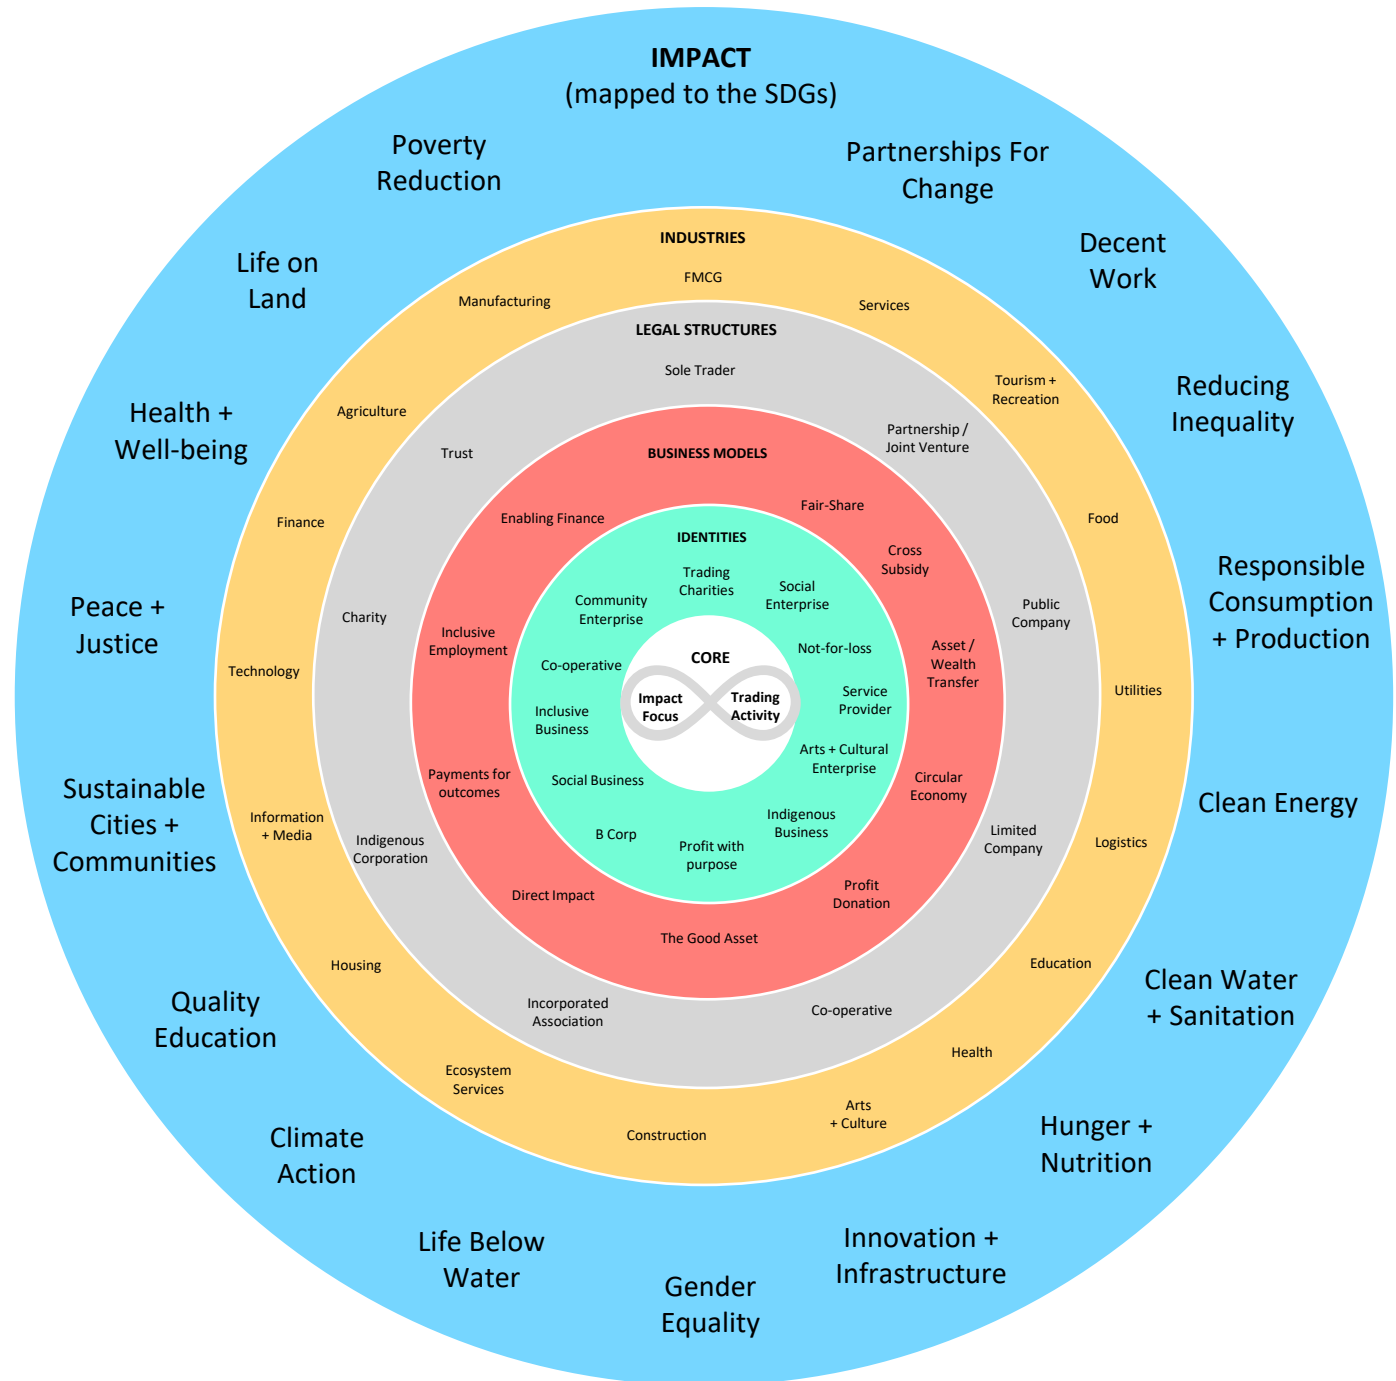 IMPACT
(mapped to the SDGs)
Partnerships For
Change
Decent
Work
Reducing
Inequality
Responsible
Consumption
+ Production
Clean Energy
Clean Water
+ Sanitation
Hunger +
Nutrition
Innovation +
Infrastructure
Gender
Equality
Life Below
Water
Climate
Action
Quality
Education
Sustainable
Cities +
Communities
Peace +
Justice
Health +
Well-being
Life on
Land
Poverty
Reduction
INDUSTRIES
FMCG
Services
Tourism +
Recreation
Food
Utilities
Logistics
Education
Health
Arts
+ Culture
Construction
Ecosystem
Services
Housing
Information
+ Media
Technology
Finance
Agriculture
Manufacturing
LEGAL STRUCTURES
Sole Trader
Partnership /
Joint Venture
Public
Company
Limited
Company
Co-operative
Incorporated
Association
Indigenous
Corporation
Charity
Trust
BUSINESS MODELS
Fair-Share
Cross
Subsidy
Asset /
Wealth
Transfer
Circular
Economy
Profit
Donation
The Good Asset
Direct Impact
Payments for
outcomes
Inclusive
Employment
Enabling Finance
IDENTITIES
Trading
Charities
Social
Enterprise
Not-for-loss
Service
Provider
Arts + Cultural
Enterprise
Indigenous
Business
Profit with
purpose
B Corp
Social Business
Inclusive
Business
Co-operative
Community
Enterprise
CORE
Impact
Focus
Trading
Activity